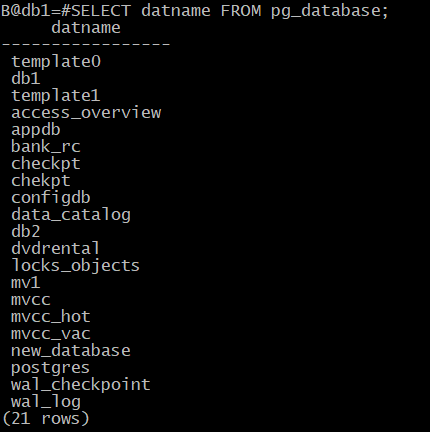 B@db1=#SELECT datname FROM pg_database;
datname
-----------------
template0
db1
template1
access_overview
appdb
bank_rc
checkpt
chekpt
configdb
data_catalog
db2
dvdrental
locks_objects
mv1
mvcc
mvcc_hot
mvcc_vac
new_database
postgres
wal_checkpoint
wal_log
(21 rows)